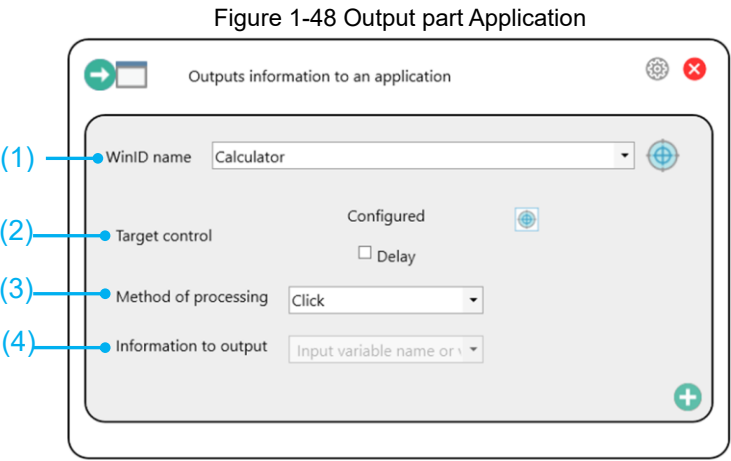 Figure 1-48 Output part Application
Outputs information to an application
(1)
WinID name
Calculator
(2)
Target control
Configured
Delay
(3)
Method of processing
Click
(4)
Information to output
Input variable name or